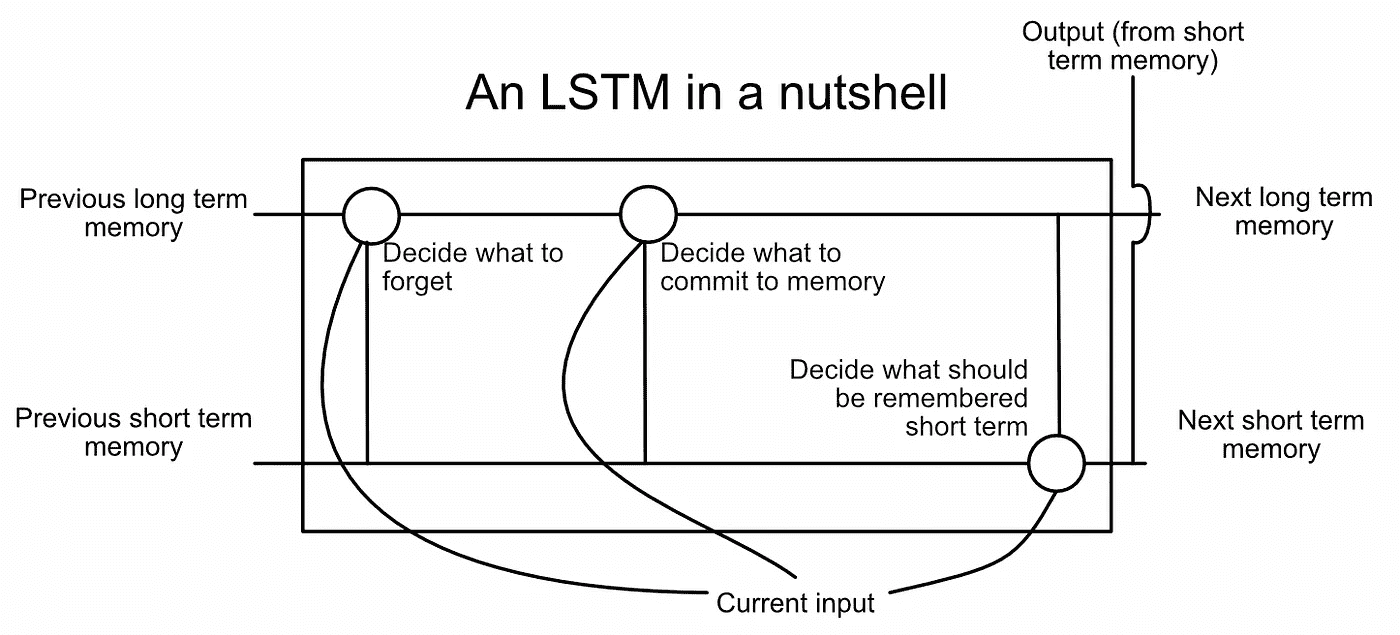 Output (from short
term memory)
An LSTM in a nutshell
Previous long term
memory
Next long term
memory
Decide what to
forget
Decide what to
commit to memory
Decide what should
be remembered
short term
Previous short term
memory
Next short term
memory
Current input